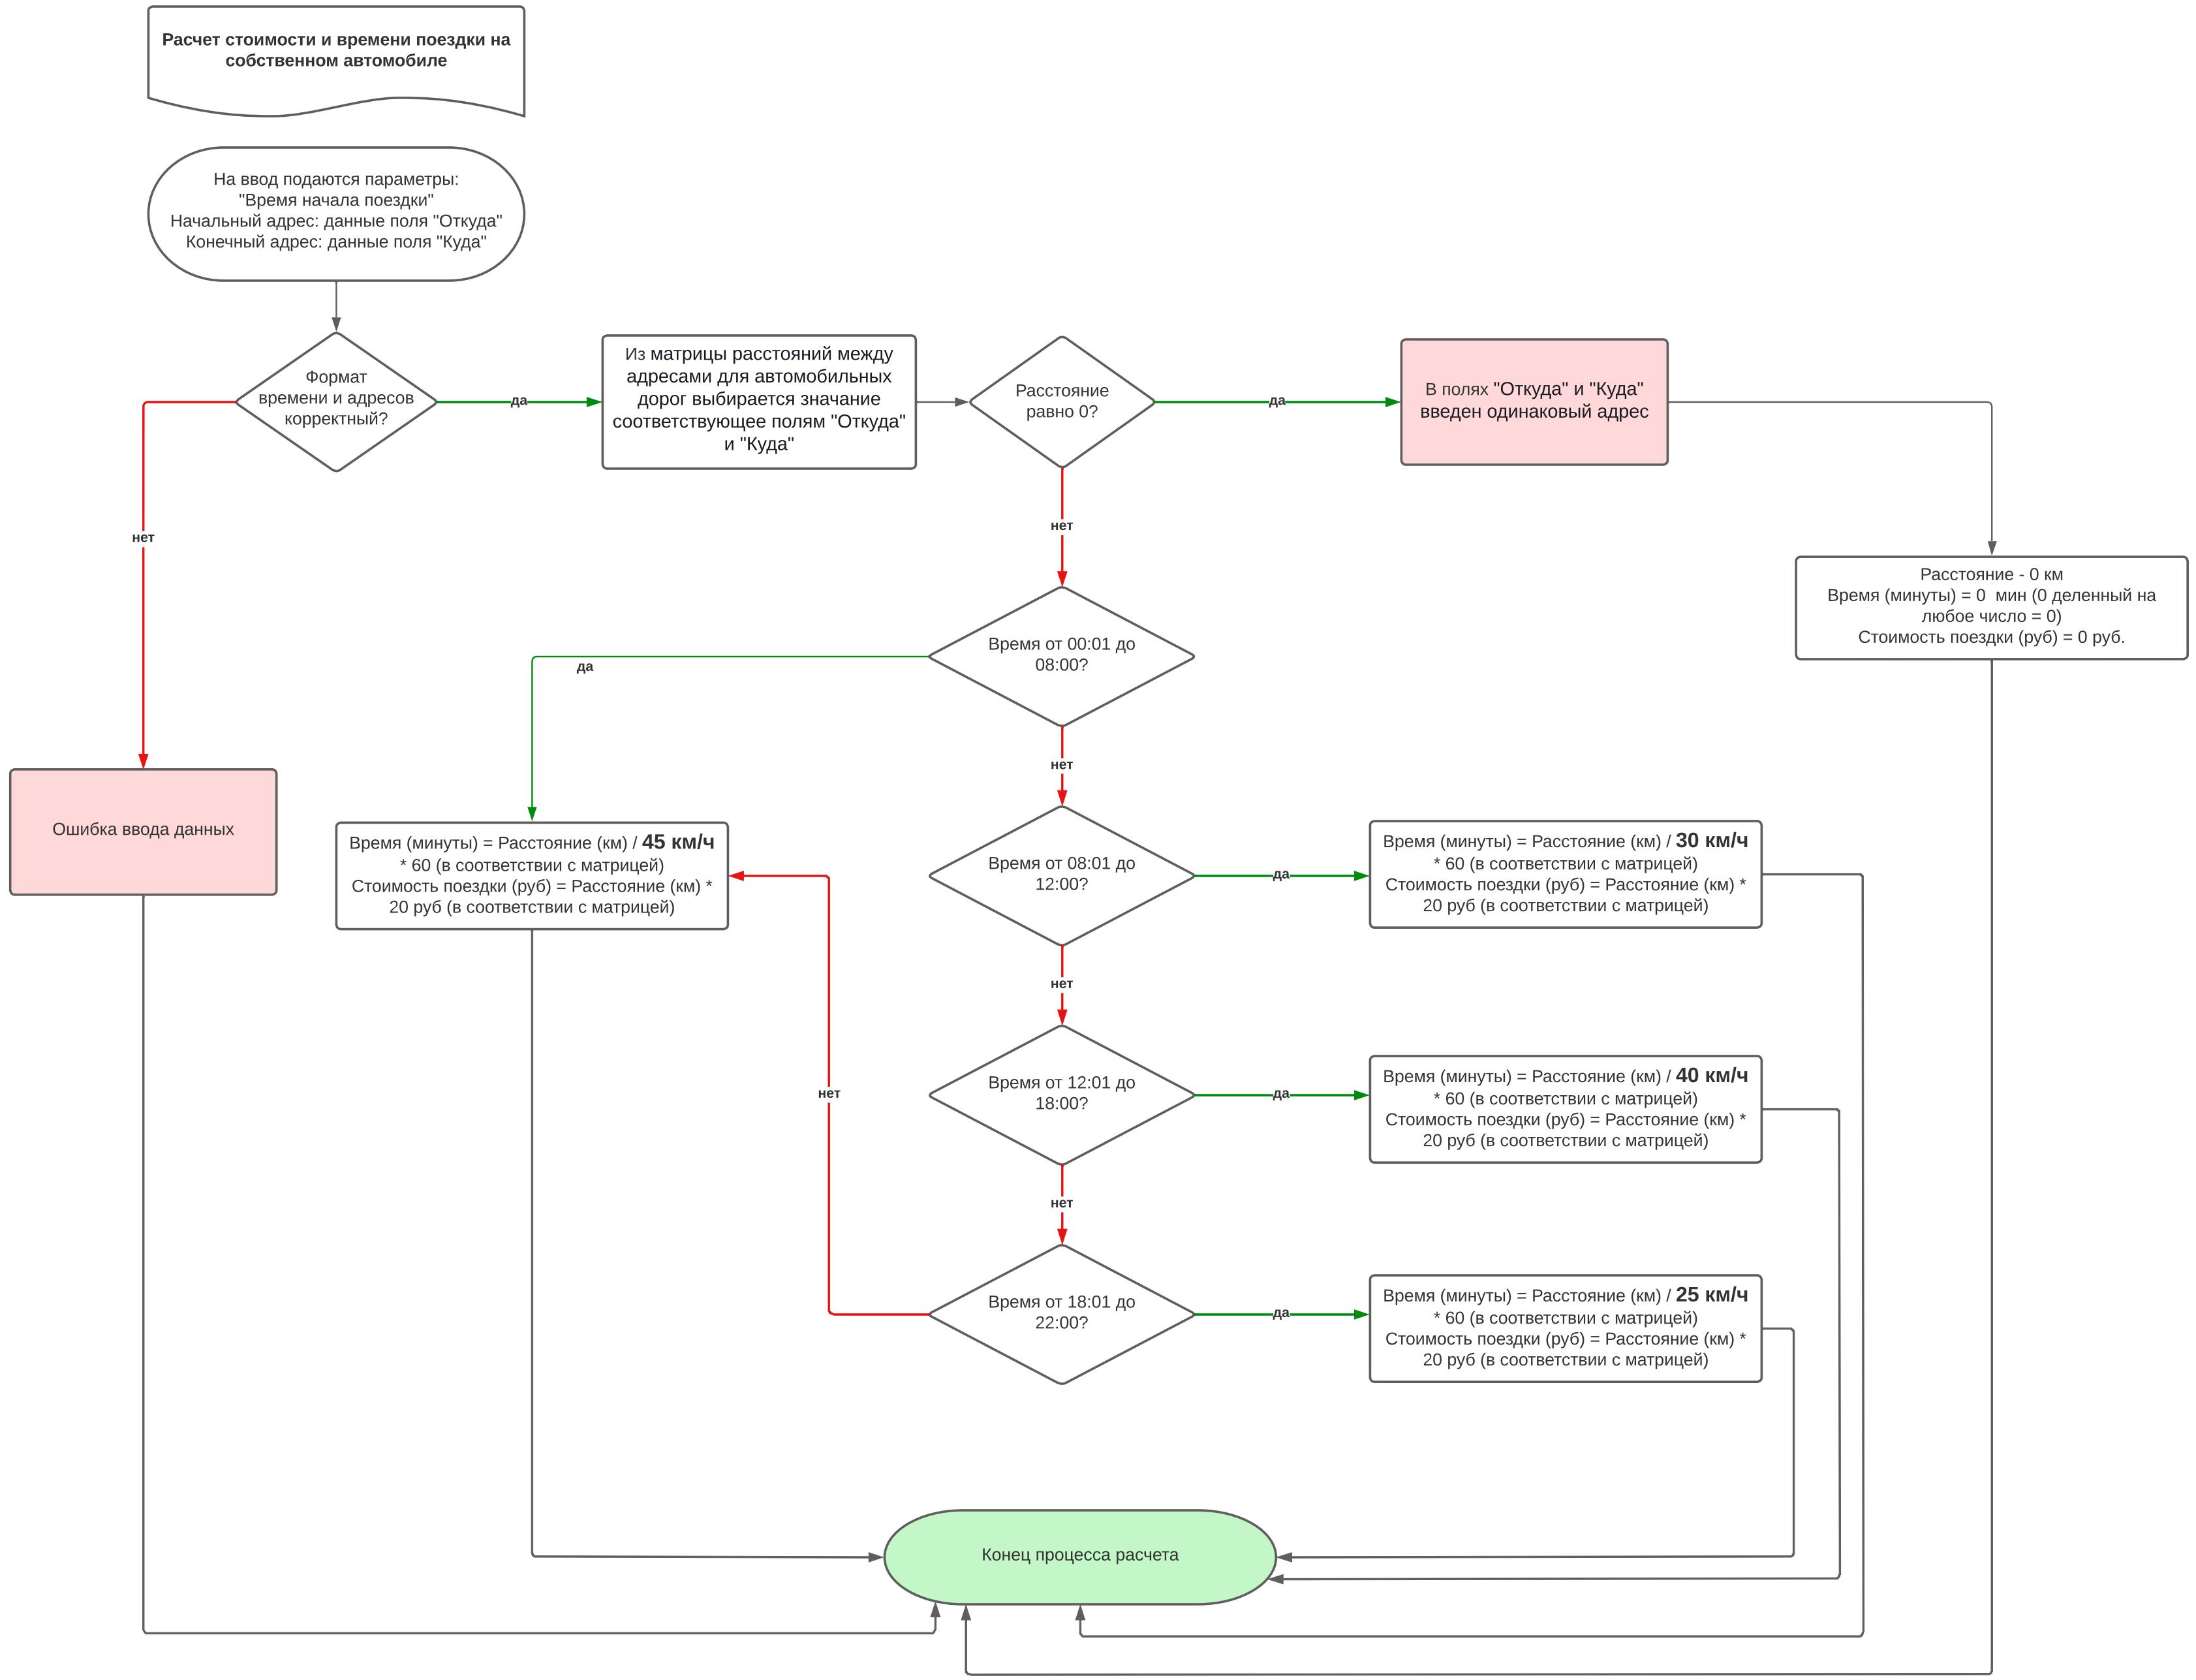 Расчет стоимости и времени поездки на
собственном автомобиле
На ввод подаются параметры:
"Время начала поездки"
Начальный адрес: данные поля "Откуда"
Конечный адрес: данные поля "Куда"
Формат
времени и адресов
корректный?
да
Из матрицы расстояний между
адресами для автомобильных
дорог выбирается значание
соответствующее полям "Откуда"
и "Куда"
Расстояние
равно 0?
да
В полях "Откуда" и "Куда"
введен одинаковый адрес
нет
нет
Расстояние - 0 км
Время (минуты) = 0  мин (0 деленный на
любое число = 0)
Стоимость поездки (руб) = 0 руб.
Время от 00:01 до
08:00?
да
нет
Ошибка ввода данных
Время (минуты) = Расстояние (км) / 45 км/ч
* 60 (в соответствии с матрицей)
Стоимость поездки (руб) = Расстояние (км) *
20 руб (в соответствии с матрицей)
Время от 08:01 до
12:00?
да
Время (минуты) = Расстояние (км) / 30 км/ч
* 60 (в соответствии с матрицей)
Стоимость поездки (руб) = Расстояние (км) *
20 руб (в соответствии с матрицей)
нет
нет
Время от 12:01 до
18:00?
да
Время (минуты) = Расстояние (км) / 40 км/ч
* 60 (в соответствии с матрицей)
Стоимость поездки (руб) = Расстояние (км) *
20 руб (в соответствии с матрицей)
нет
Время от 18:01 до
22:00?
да
Время (минуты) = Расстояние (км) / 25 км/ч
* 60 (в соответствии с матрицей)
Стоимость поездки (руб) = Расстояние (км) *
20 руб (в соответствии с матрицей)
Конец процесса расчета